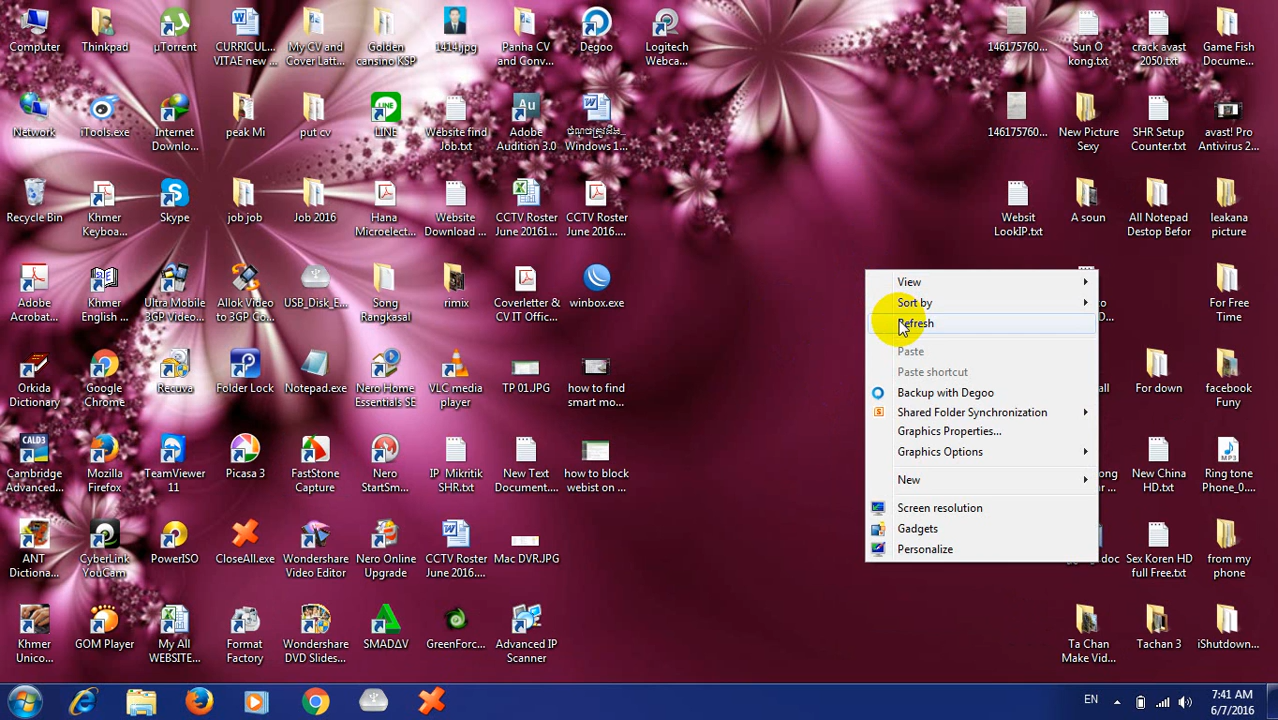 Computer
Thinkpad
µTorrent
CURRICUL...
VITAE new ...
My CV and
Cover Latt...
Golden
cansino KSP
1414.jpg
Panha CV
and Conv...
Degoo
Logitech
Webca...
146175760...
Sun O
kong.txt
crack avast
2050.txt
Game Fish
Docume...
Network
iTools.exe
Internet
Downlo...
peak Mi
put cv
LINE
Website find
Job.txt
Adobe
Audition 3.0
Windows 1...
146175760...
New Picture
Sexy
SHR Setup
Counter.txt
avast! Pro
Antivirus 2...
Recycle Bin
Khmer
Keyboa...
Skype
job job
Job 2016
Hana
Microelect...
Website
Download ...
CCTV Roster
June 20161...
CCTV Roster
June 2016....
Websit
LookIP.txt
A soun
All Notepad
Destop Befor
leakana
picture
Adobe
Acrobat...
Khmer
English ...
Ultra Mobile
3GP Video...
Allok Video
to 3GP Co...
USB_Disk_E...
Song
Rangkasal
rimix
Coverletter &
CV IT Office...
winbox.exe
For Free
Time
Orkida
Dictionary
Google
Chrome
Recuva
Folder Lock
Notepad.exe
Nero Home
Essentials SE
VLC media
player
TP 01.JPG
how to find
smart mo...
For down
facebook
Funy
CALD3
Cambridge
Advanced...
Mozilla
Firefox
TeamViewer
11
Picasa 3
FastStone
Capture
Nero
StartSm...
IP Mikritik
SHR.txt
New Text
Document....
how to block
webist on ...
New China
HD.txt
MP3
Ring tone
Phone_0...
ANT
Dictiona...
CyberLink
YouCam
PowerISO
CloseAll.exe
Wondershare
Video Editor
Nero Online
Upgrade
CCTV Roster
June 2016....
Mac DVR.JPG
doc
Sex Koren HD
full Free.txt
from my
phone
Khmer
Unico...
GOM Player
My All
WEBSITE...
Format
Factory
Wondershare
DVD Slides...
SMADΔV
GreenForc...
Advanced IP
Scanner
Ta Chan
Make Vid...
Tachan 3
iShutdown...
View
Sort by
Refresh
Paste
Paste shortcut
Backup with Degoo
Shared Folder Synchronization
Graphics Properties...
Graphics Options
New
Screen resolution
Gadgets
Personalize
EN
7:41 AM
6/7/2016